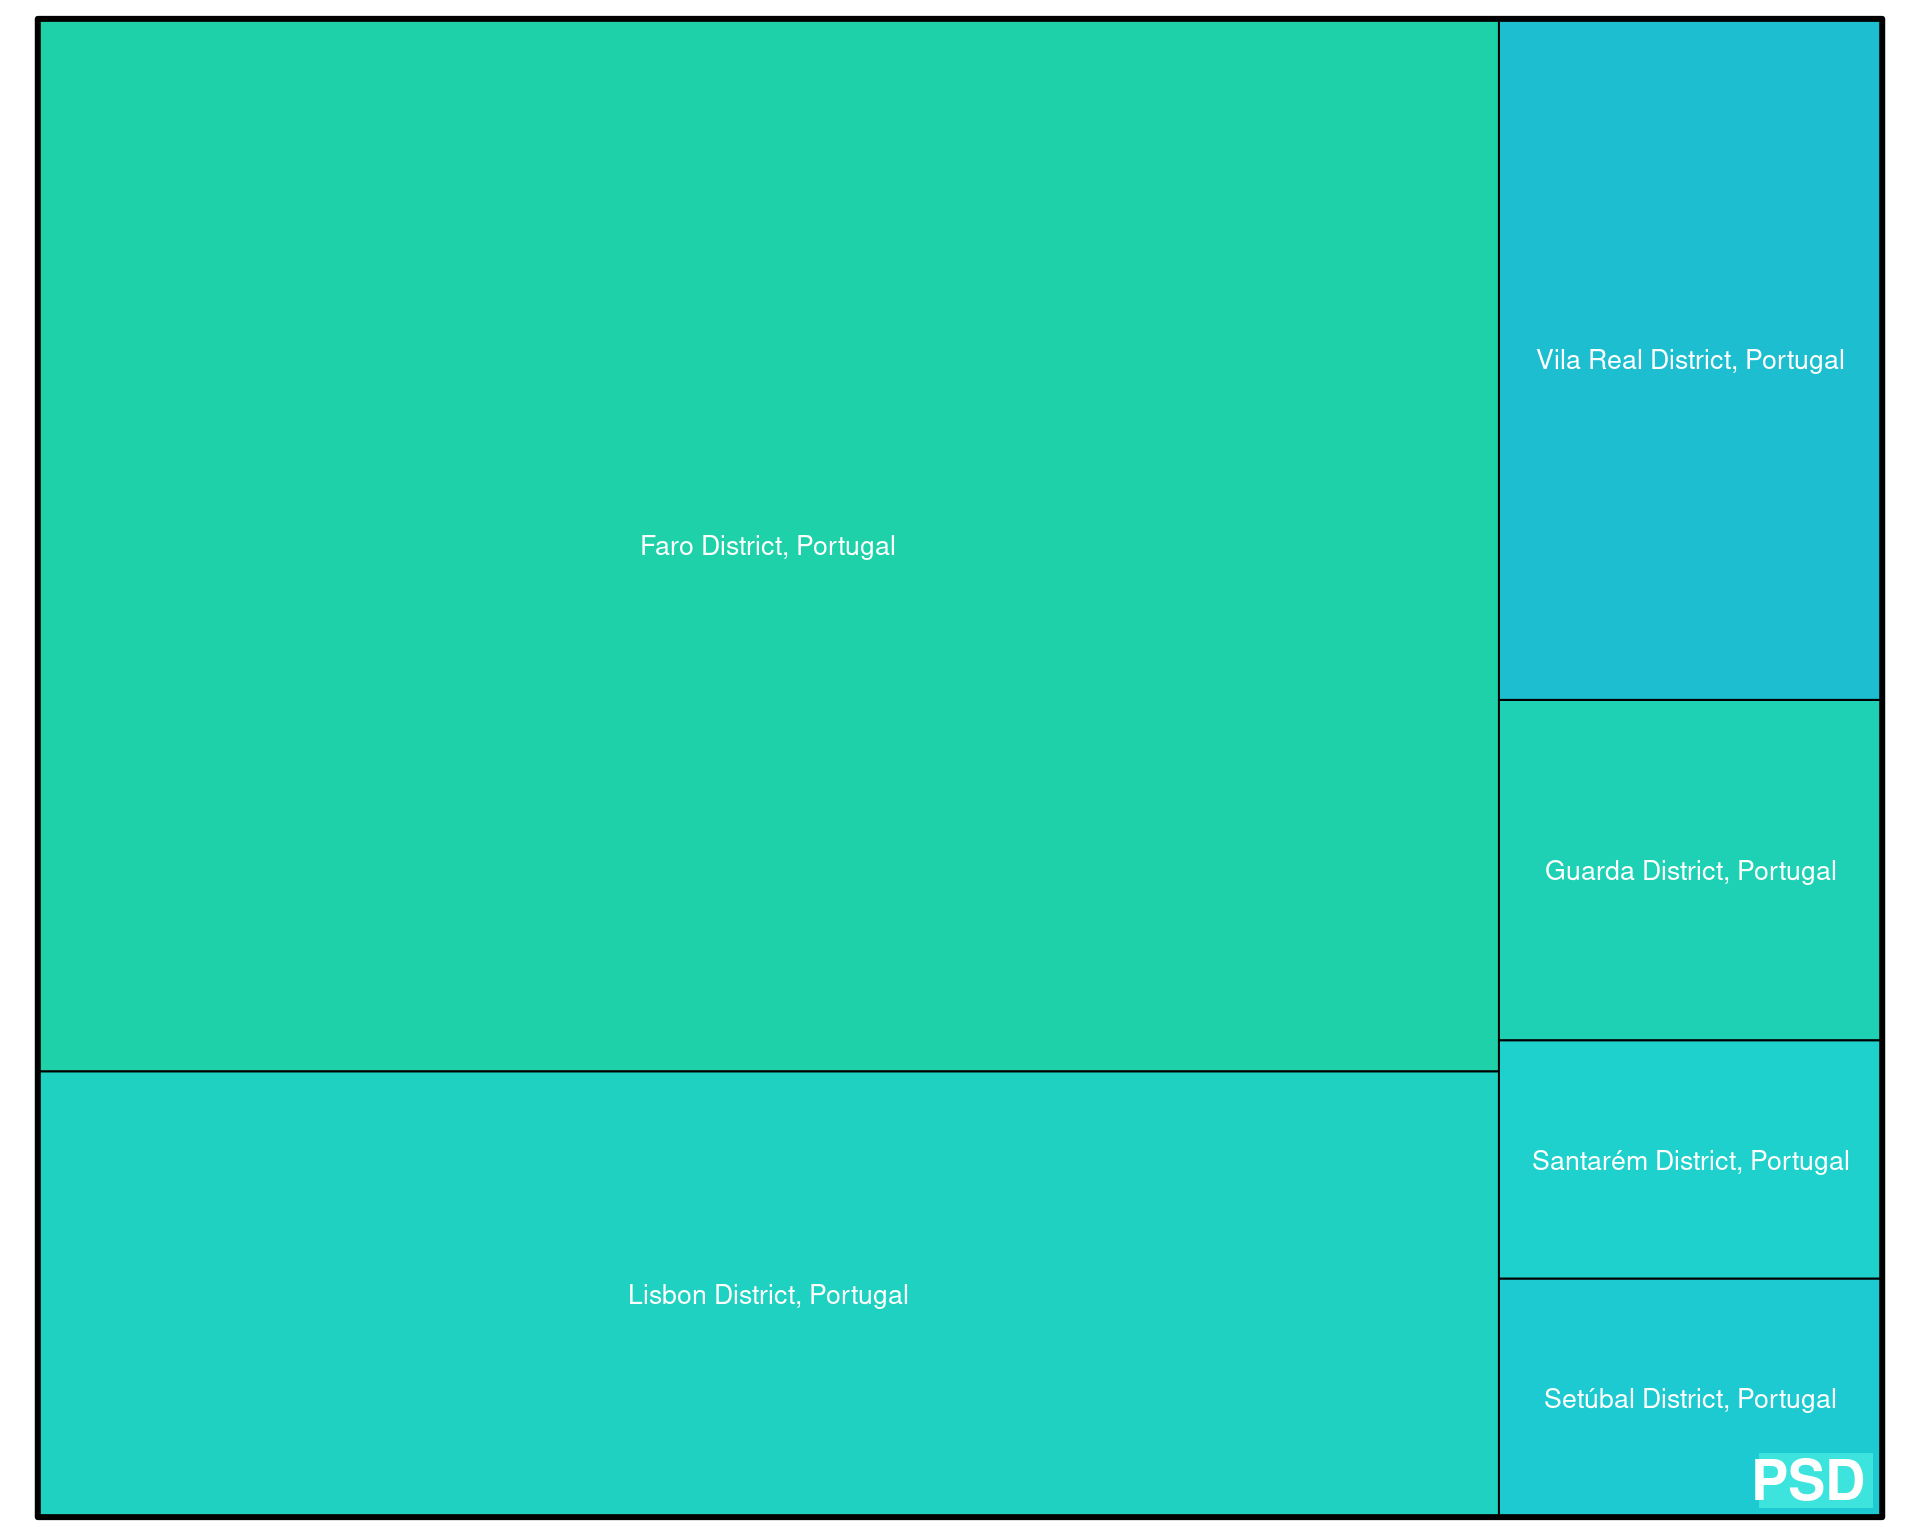 Faro District, Portugal
Lisbon District, Portugal
Vila Real District, Portugal
Guarda District, Portugal
Santarém District, Portugal
Setúbal District, Portugal
PSD